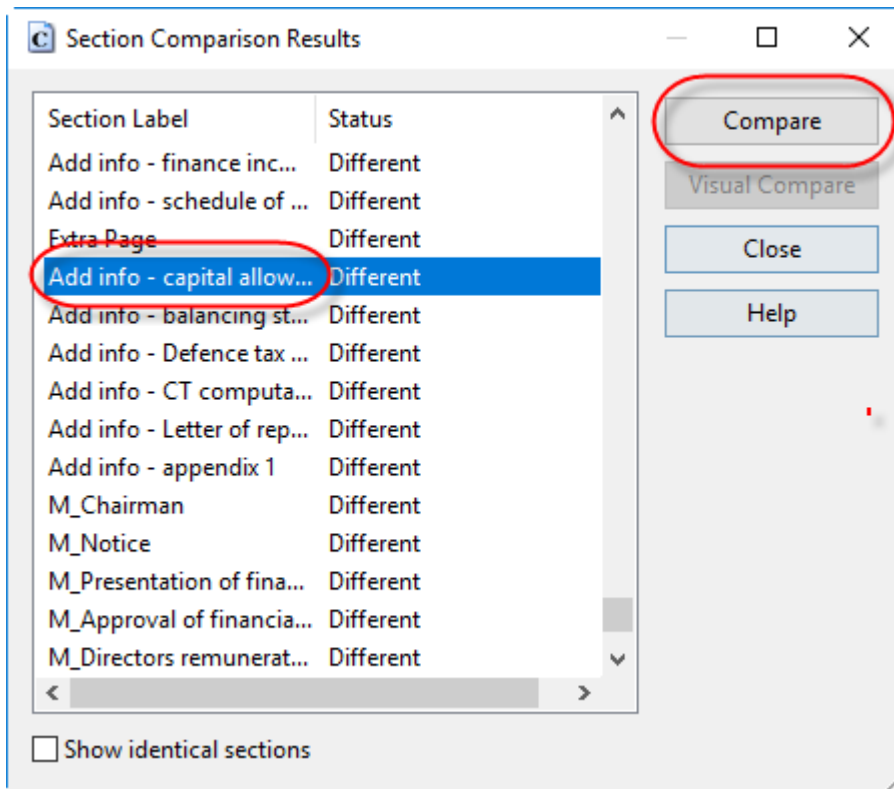 Section Comparison Results
Section Label Status
Add info - finance inc... Different
Add info - schedule of ... Different
Extra Page Different
Add info - capital allow... Different
Add info - balancing st... Different
Add info - Defence tax ... Different
Add info - CT computa... Different
Add info - Letter of rep... Different
Add info - appendix 1 Different
M_Chairman Different
M_Notice Different
M_Presentation of fina... Different
M_Approval of financia... Different
M_Directors remunerat... Different
Show identical sections
Compare
Visual Compare
Close
Help